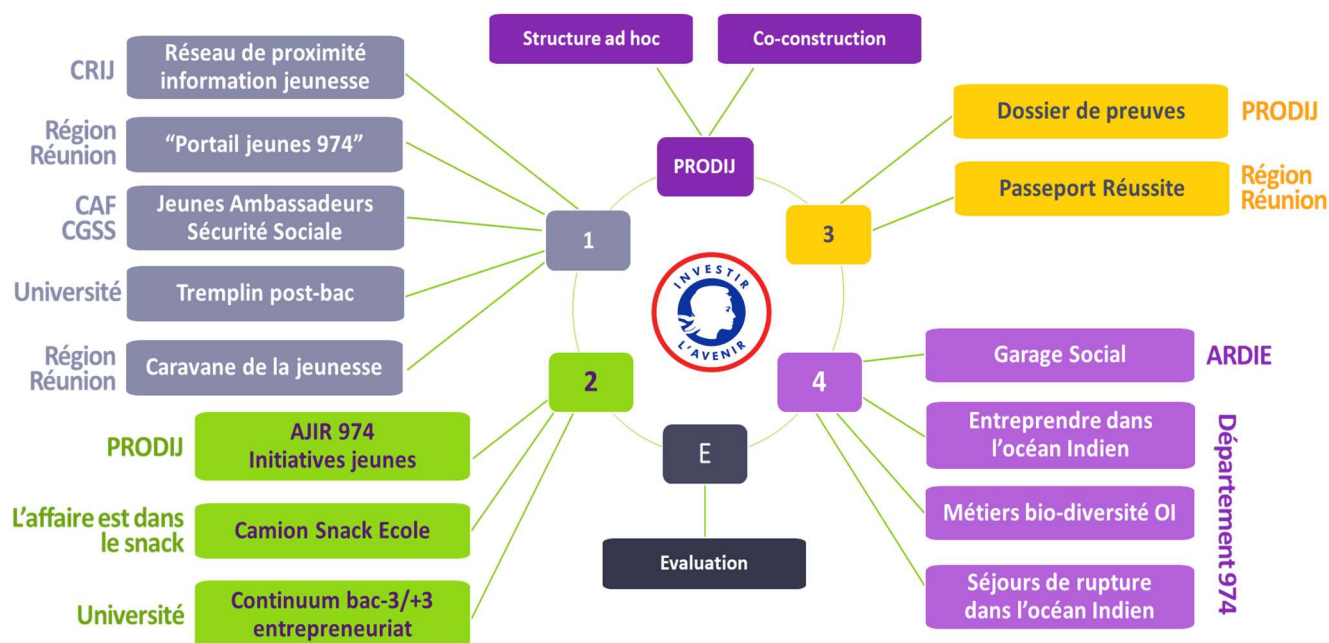 Structure ad hoc
Co-construction
PRODIJ
CRIJ
Réseau de proximité
information jeunesse
Région
Réunion
“Portail jeunes 974”
CAF
CGSS
Jeunes Ambassadeurs
Sécurité Sociale
Université
Tremplin post-bac
Région
Réunion
Caravane de la jeunesse
1
3
Dossier de preuves
PRODIJ
Passeport Réussite
Région
Réunion
INVESTIR
L'AVENIR
2
PRODIJ
AJIR 974
Initiatives jeunes
L'affaire est dans
le snack
Camion Snack Ecole
Université
Continuum bac-3/+3
entrepreneuriat
4
Garage Social
ARDIE
Entreprendre dans
l'océan Indien
Métiers bio-diversité OI
Séjours de rupture
dans l'océan Indien
Département 974
E
Evaluation